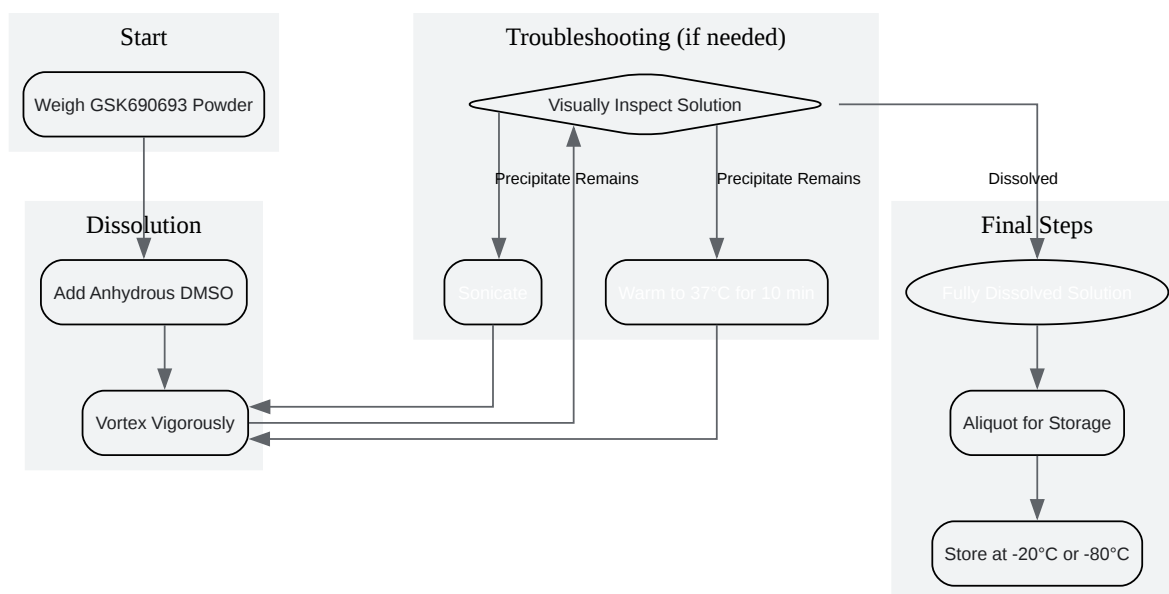 Start
Weigh GSK690693 Powder
Dissolution
Add Anhydrous DMSO
Vortex Vigorously
Troubleshooting (if needed)
Visually Inspect Solution
Precipitate Remains
Precipitate Remains
Sonicate
Warm to 37°C for 10 min
Dissolved
Final Steps
Fully Dissolved Solution
Aliquot for Storage
Store at -20°C or -80°C